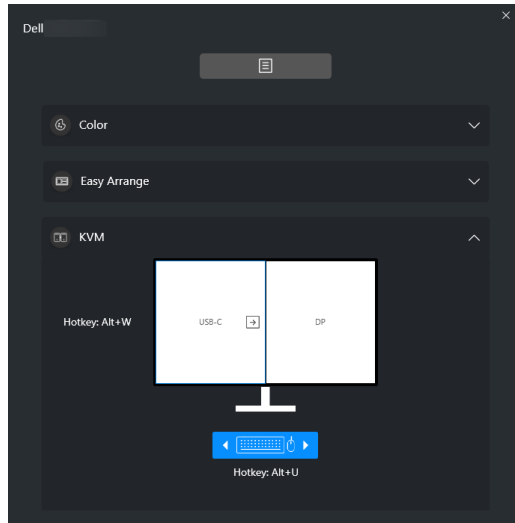 Dell
Color
Easy Arrange
KVM
Hotkey: Alt+W
USB-C
DP
Hotkey: Alt+U